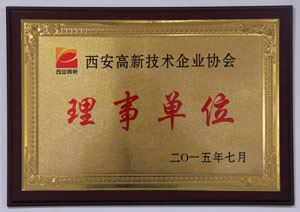 西安高新技术企业协会
西安高新
理事单位
二〇一五年七月